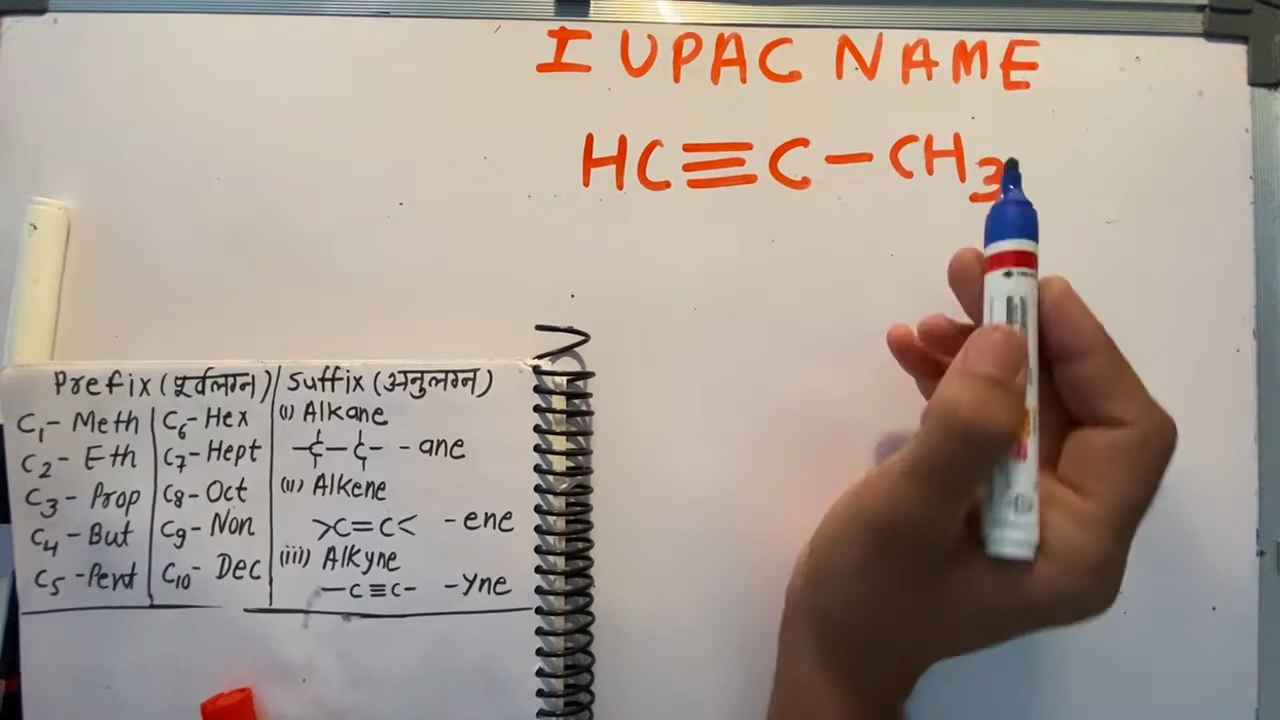 I UPAC NAME
HC≡C-CH3
Prefix (पूर्वलग्न) / Suffix (अनुलग्न)
C1- Meth C6- Hex (i) Alkane
C2 - Eth C7- Hept -C-C- - ane
C3 - Prop C8- Oct (ii) Alkene
C4 - But C9- Non >C=C< - ene
C5 -Pent C10- Dec (iii) Alkyne
-C≡C- - Yne